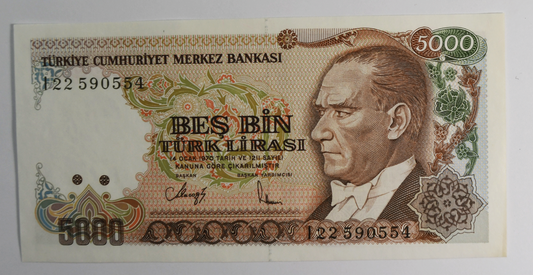 5000
TÜRKİYE CUMHURİYET MERKEZ BANKASI
I22 590554
BEŞ BİN
TÜRK LİRASI
14 OCAK 1970 TARİH VE 1211 SAYILI
KANUNA GÖRE ÇIKARILMIŞTIR
BAŞKAN BAŞKAN YARDIMCISI
5000
I22 590554